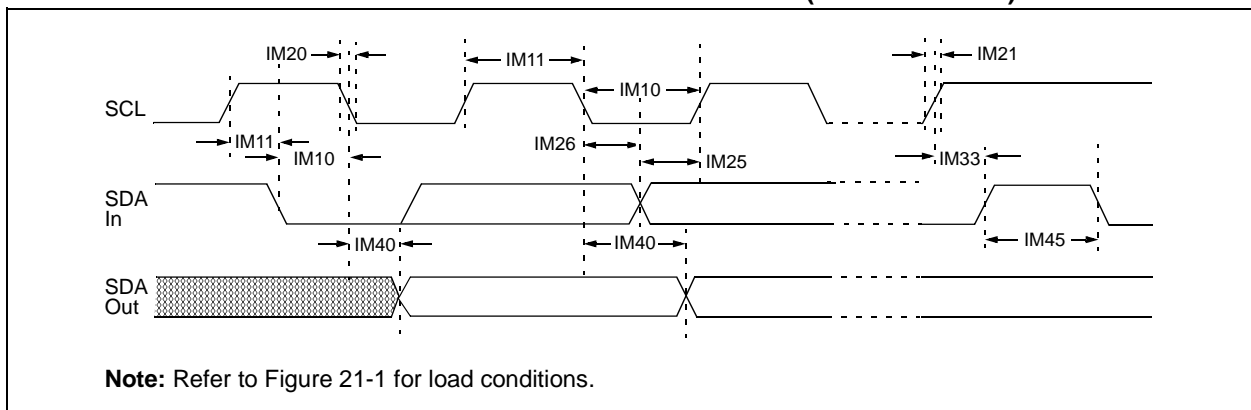 IM20
IM11
IM21
IM10
SCL
IM11
IM10
IM26
IM25
IM33
SDA
In
IM40
IM40
IM45
SDA
Out
Note: Refer to Figure 21-1 for load conditions.